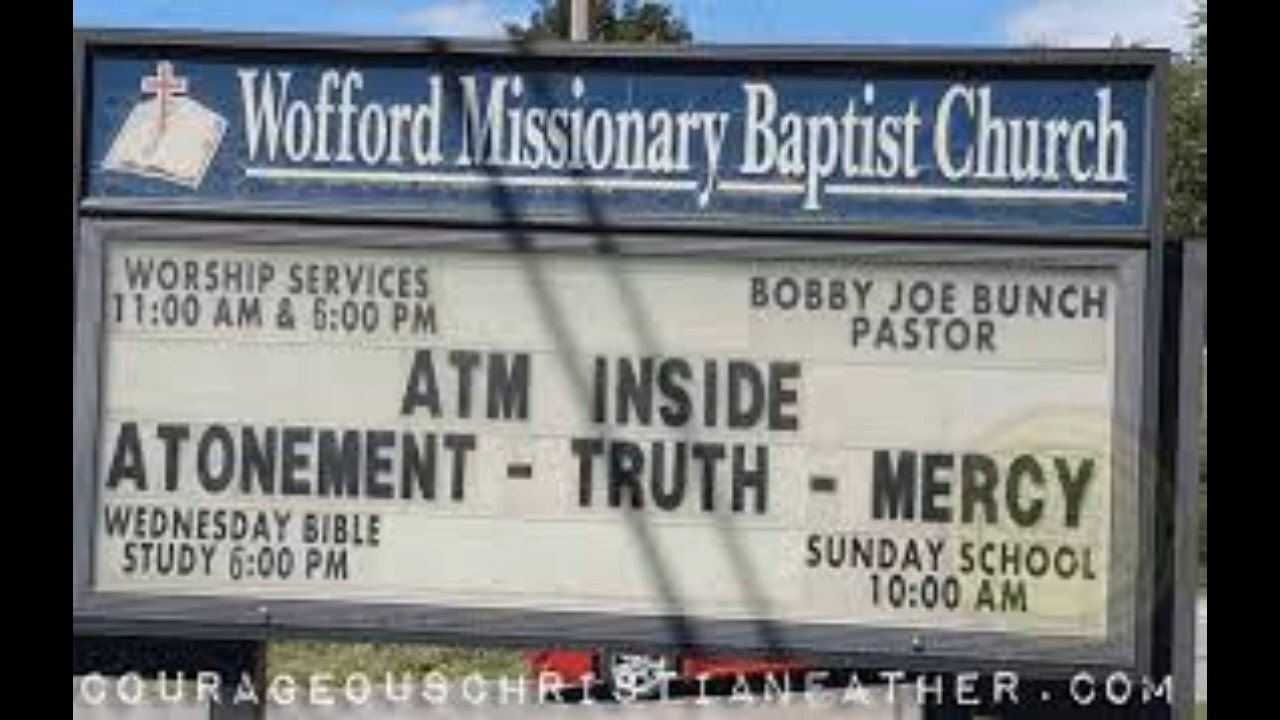 Wofford Missionary Baptist Church
WORSHIP SERVICES
11:00 AM & 6:00 PM
BOBBY JOE BUNCH
PASTOR
ATM INSIDE
ATONEMENT - TRUTH - MERCY
WEDNESDAY BIBLE
STUDY 6:00 PM
SUNDAY SCHOOL
10:00 AM
COURAGEOUSCHRISTIANFATHER.COM